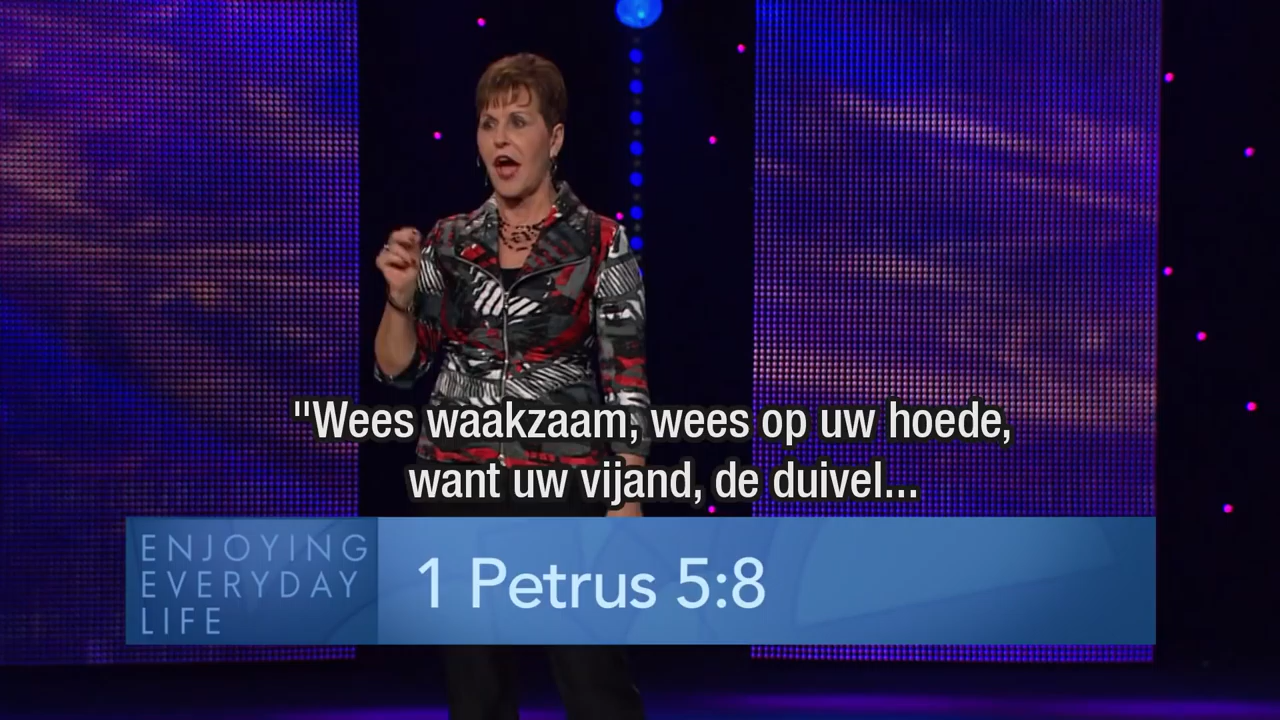 "Wees waakzaam, wees op uw hoede,
want uw vijand, de duivel...
ENJOYING
EVERYDAY
LIFE
1 Petrus 5:8